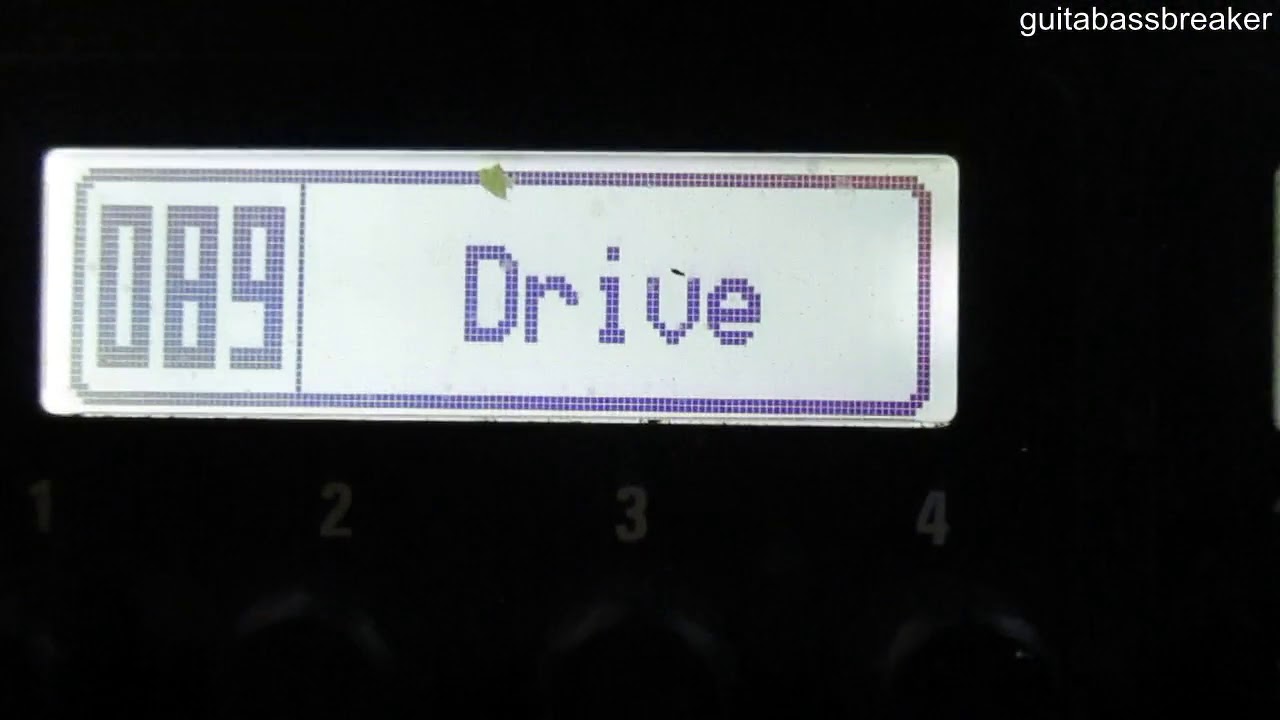 guitabassbreaker
089 Drive
1 2 3 4